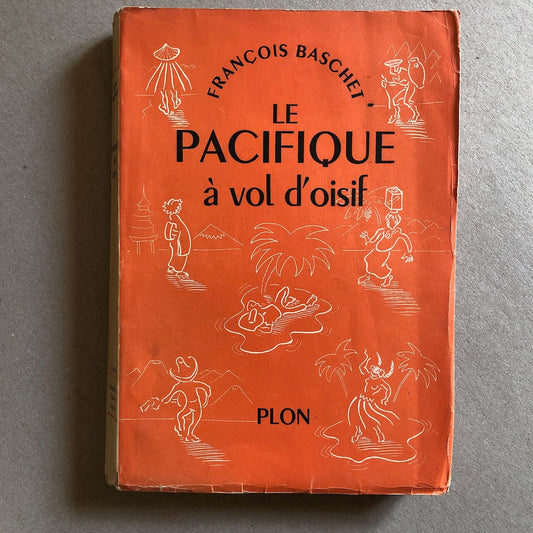 FRANÇOIS BASCHET
LE
PACIFIQUE
à vol d'oisif
PLON